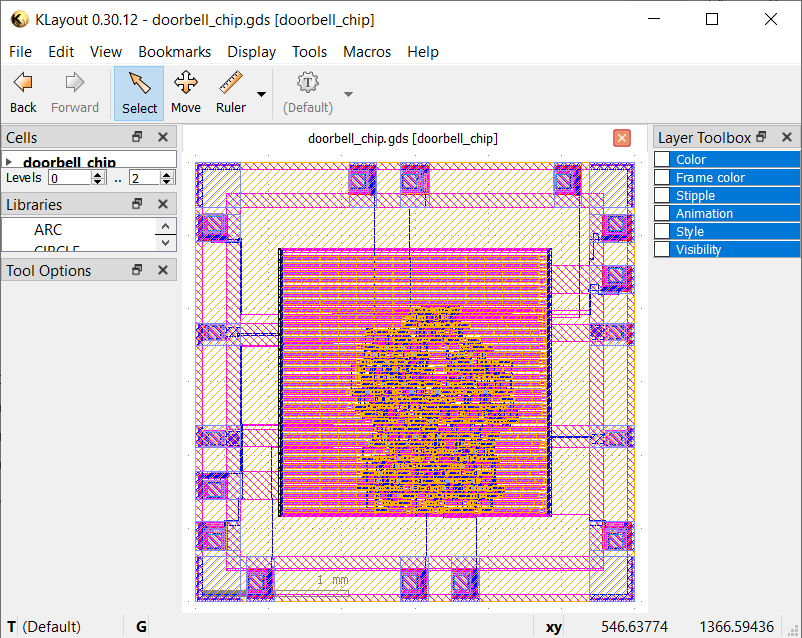 KLayout 0.30.12 - doorbell_chip.gds [doorbell_chip]
File Edit View Bookmarks Display Tools Macros Help
Back Forward Select Move Ruler (Default)
Cells
doorbell_chip
Levels 0 .. 2
Libraries
ARC
CIRCLE
Tool Options
doorbell_chip.gds [doorbell_chip]
1 mm
Layer Toolbox
Color
Frame color
Stipple
Animation
Style
Visibility
T (Default) G xy 546.63774 1366.59436